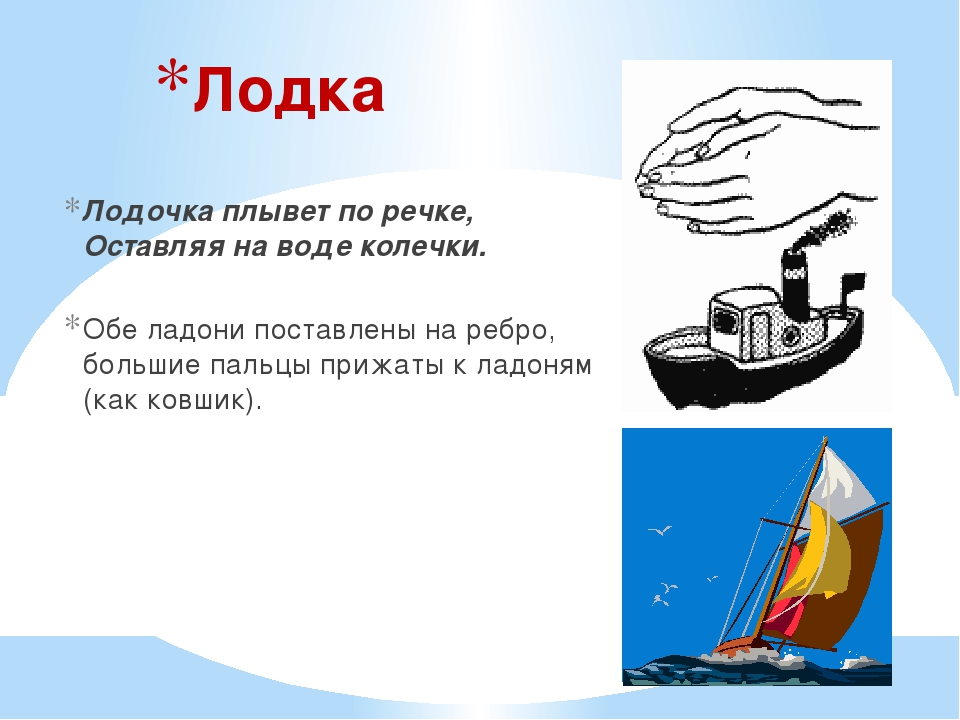 *Лодка
*Лодочка плывет по речке,
Оставляя на воде колечки.
*Обе ладони поставлены на ребро,
большие пальцы прижаты к ладоням
(как ковшик).